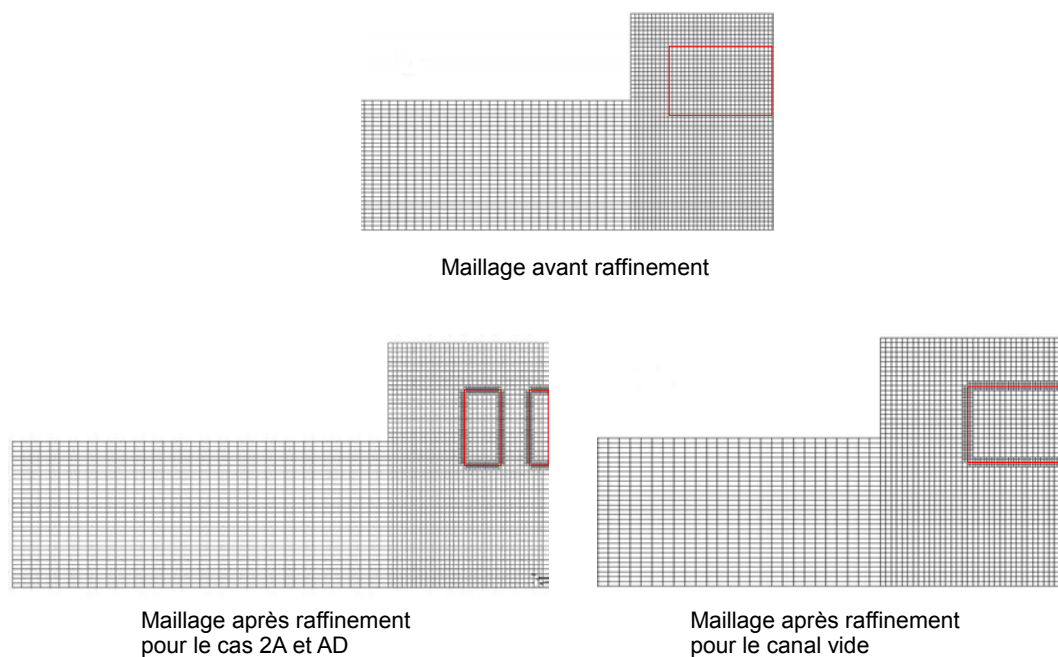 Maillage avant raffinement
Maillage après raffinement
pour le cas 2A et AD
Maillage après raffinement
pour le canal vide